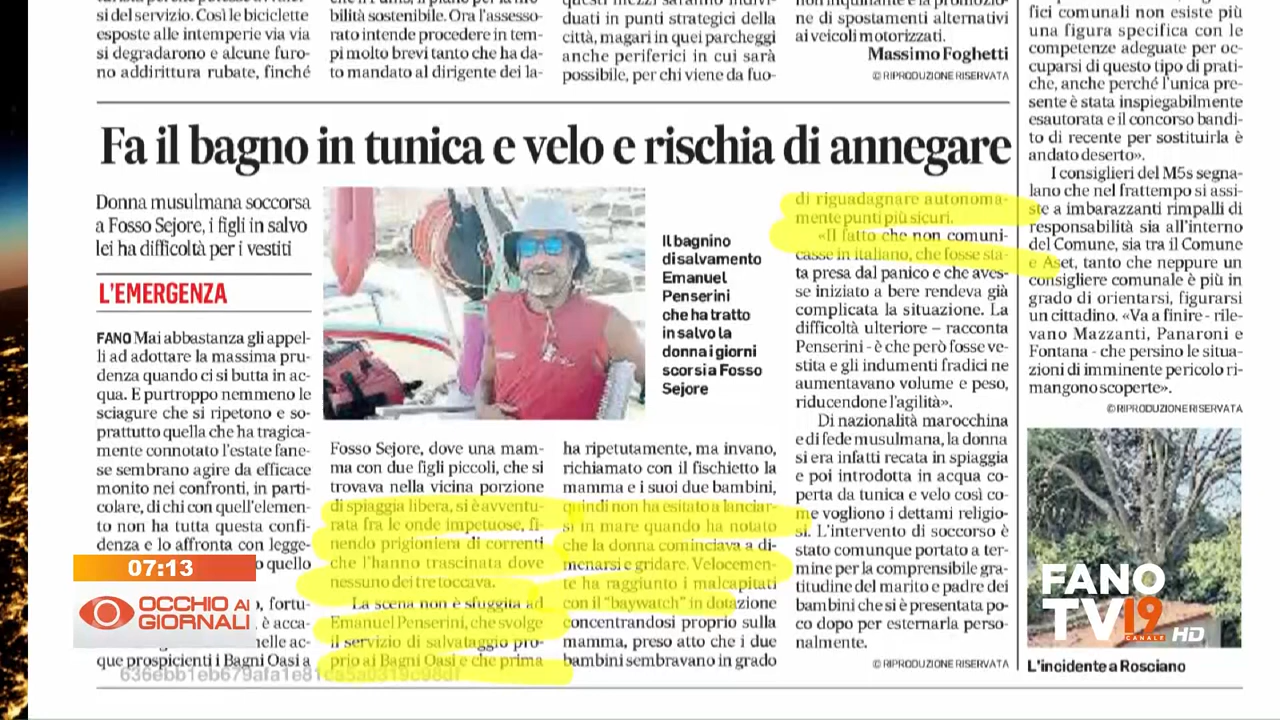 si del servizio. Così le biciclette
esposte alle intemperie via via
si degradarono e alcune furo-
no addirittura rubate, finché
bilità sostenibile. Ora l'assesso-
rato intende procedere in tem-
pi molto brevi tanto che ha da-
to mandato al dirigente dei la-
duati in punti strategici della
città, magari in quei parcheggi
anche periferici in cui sarà
possibile, per chi viene da fuo-
ne di spostamenti alternativi
ai veicoli motorizzati.
Massimo Foghetti
© RIPRODUZIONE RISERVATA
Fa il bagno in tunica e velo e rischia di annegare
Donna musulmana soccorsa
a Fosso Sejore, i figli in salvo
lei ha difficoltà per i vestiti
L'EMERGENZA
FANO Mai abbastanza gli appel-
li ad adottare la massima pru-
denza quando ci si butta in ac-
qua. E purtroppo nemmeno le
sciagure che si ripetono e so-
prattutto quella che ha tragica-
mente connotato l'estate fane-
se sembrano agire da efficace
monito nei confronti, in parti-
colare, di chi con quell'elemen-
to non ha tutta questa confi-
denza e lo affronta con legge-
o quello
, fortu-
è acca-
nelle ac-
que prospicienti i Bagni Oasi a
Il bagnino
di salvamento
Emanuel
Penserini
che ha tratto
in salvo la
donna i giorni
scorsi a Fosso
Sejore
Fosso Sejore, dove una mam-
ma con due figli piccoli, che si
trovava nella vicina porzione
di spiaggia libera, si è avventu-
rata fra le onde impetuose, fi-
nendo prigioniera di correnti
che l'hanno trascinata dove
nessuno dei tre toccava.
La scena non è sfuggita ad
Emanuel Penserini, che svolge
il servizio di salvataggio pro-
prio ai Bagni Oasi e che prima
ha ripetutamente, ma invano,
richiamato con il fischietto la
mamma e i suoi due bambini,
quindi non ha esitato a lanciar-
si in mare quando ha notato
che la donna cominciava a di-
menarsi e gridare. Velocemen-
te ha raggiunto i malcapitati
con il "baywatch" in dotazione
concentrandosi proprio sulla
mamma, preso atto che i due
bambini sembravano in grado
di riguadagnare autonoma-
mente punti più sicuri.
«Il fatto che non comuni-
casse in italiano, che fosse sta-
ta presa dal panico e che aves-
se iniziato a bere rendeva già
complicata la situazione. La
difficoltà ulteriore – racconta
Penserini - è che però fosse ve-
stita e gli indumenti fradici ne
aumentavano volume e peso,
riducendone l'agilità».
Di nazionalità marocchina
e di fede musulmana, la donna
si era infatti recata in spiaggia
e poi introdotta in acqua co-
perta da tunica e velo così co-
me vogliono i dettami religio-
si. L'intervento di soccorso è
stato comunque portato a ter-
mine per la comprensibile gra-
titudine del marito e padre dei
bambini che si è presentata po-
co dopo per esternarla perso-
nalmente.
© RIPRODUZIONE RISERVATA
fici comunali non esiste più
una figura specifica con le
competenze adeguate per oc-
cuparsi di questo tipo di prati-
che, anche perché l'unica pre-
sente è stata inspiegabilmente
esautorata e il concorso bandi-
to di recente per sostituirla è
andato deserto».
I consiglieri del M5s segna-
lano che nel frattempo si assi-
ste a imbarazzanti rimpalli di
responsabilità sia all'interno
del Comune, sia tra il Comune
e Aset, tanto che neppure un
consigliere comunale è più in
grado di orientarsi, figurarsi
un cittadino. «Va a finire - rile-
vano Mazzanti, Panaroni e
Fontana - che persino le situa-
zioni di imminente pericolo ri-
mangono scoperte».
© RIPRODUZIONE RISERVATA
L'incidente a Rosciano
07:13
OCCHIO AI
GIORNALI
FANO
TV19
CANALE HD